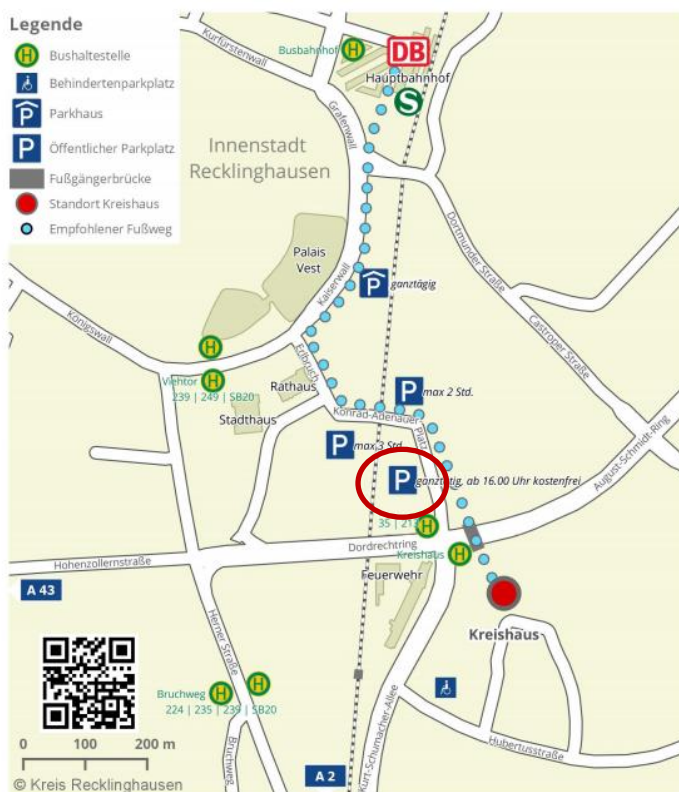 Legende
Bushaltestelle
Behindertenparkplatz
Parkhaus
Öffentlicher Parkplatz
Fußgängerbrücke
Standort Kreishaus
Empfohlener Fußweg
Kurfürstenwall
Busbahnhof
DB
Hauptbahnhof
S
Grafenwall
Innenstadt
Recklinghausen
Dortmunder Straße
Palais
Vest
Kaiserwall
P
ganztägig
Castroper Straße
Königswall
Erlbruch
Viehtor
239 | 249 | SB20
Rathaus
Stadthaus
P
max 2 Std.
Konrad-Adenauer-
Platz
P
max 3 Std.
P
ganztätig, ab 16.00 Uhr kostenfrei
August-Schmidt-Ring
35 | 213
Dordrechtring
Kreishaus
Hohenzollernstraße
Feuerwehr
A 43
Kreishaus
Herner Straße
Bruchweg
224 | 235 | 239 | SB20
Bruchweg
Kurt-Schumacher-Allee
Hubertusstraße
0 100 200 m
A 2
© Kreis Recklinghausen